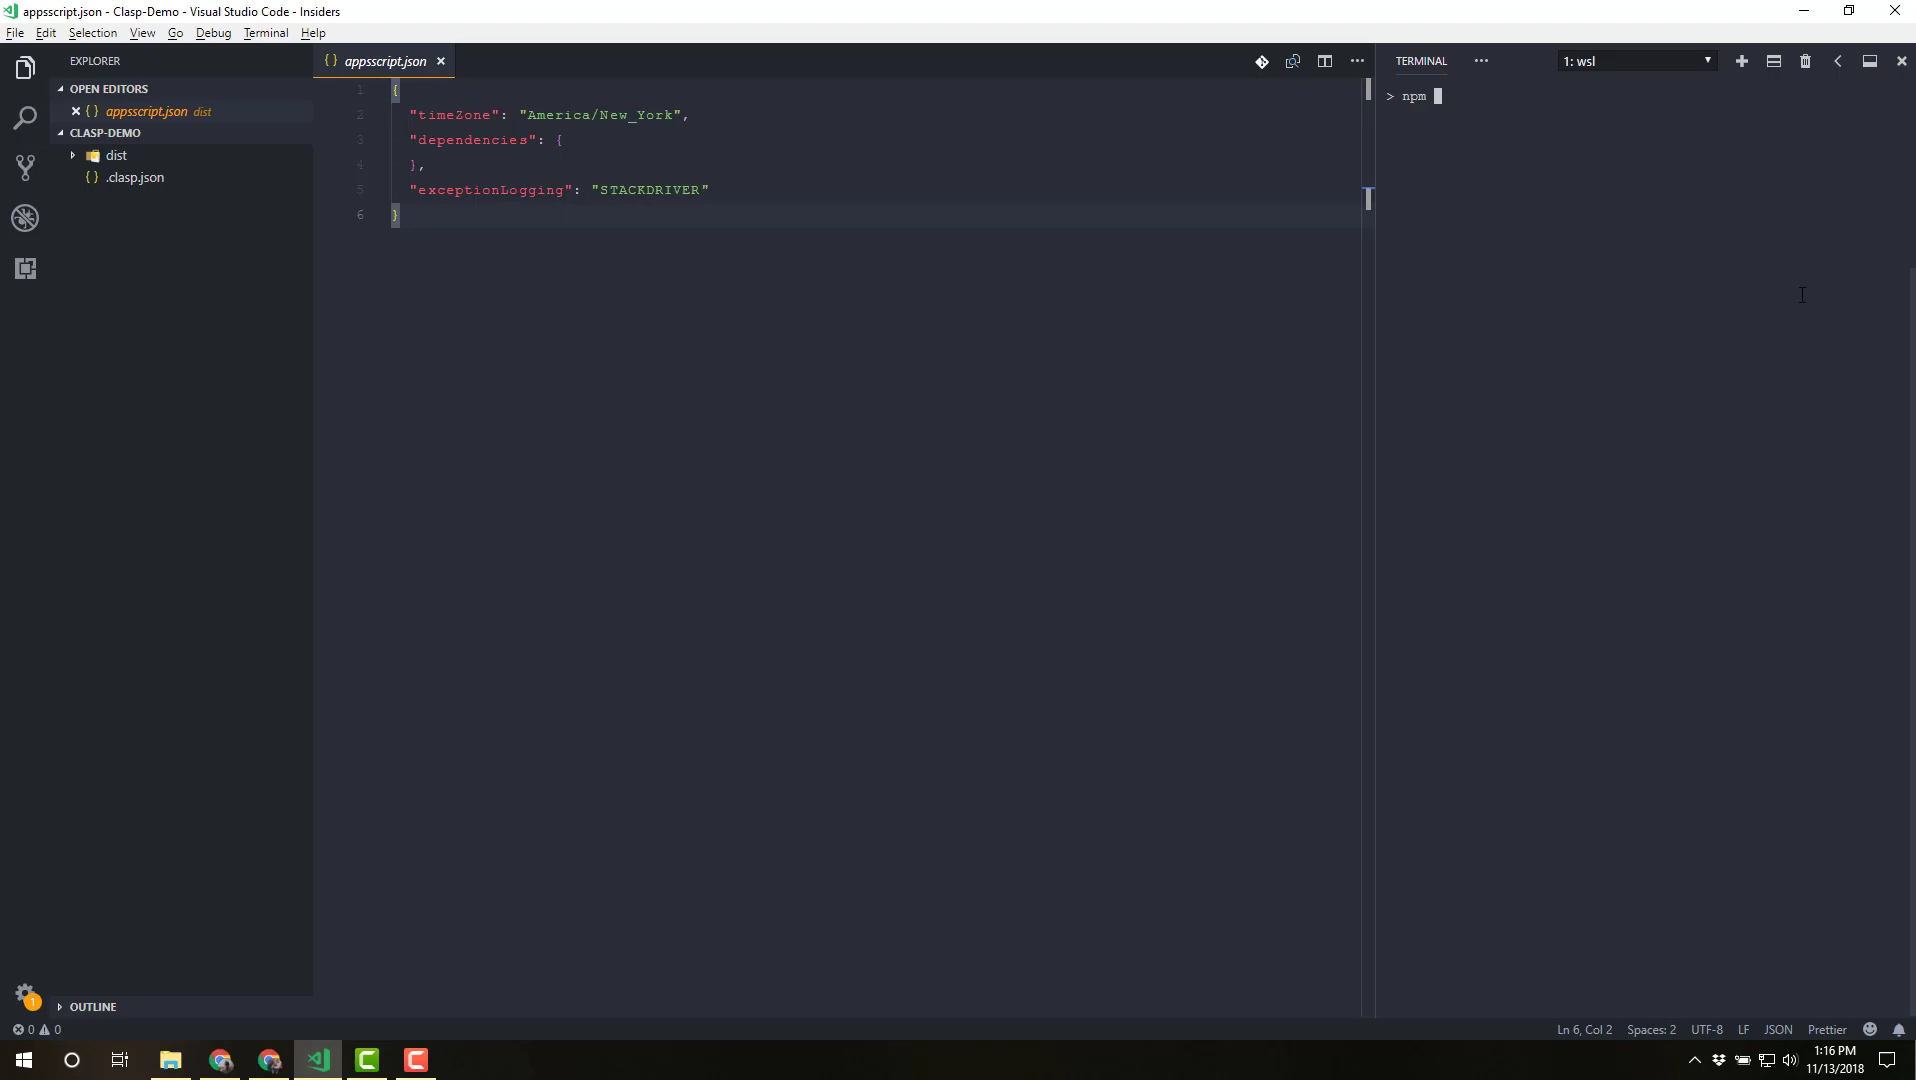 appsscript.json - Clasp-Demo - Visual Studio Code - Insiders
File Edit Selection View Go Debug Terminal Help
EXPLORER
OPEN EDITORS
{ } appsscript.json dist
CLASP-DEMO
dist
{ } .clasp.json
OUTLINE
{ } appsscript.json
1 {
2 "timeZone": "America/New_York",
3 "dependencies": {
4 },
5 "exceptionLogging": "STACKDRIVER"
6 }
TERMINAL ··· 1: wsl
> npm
1
0 0
Ln 6, Col 2 Spaces: 2 UTF-8 LF JSON Prettier
1:16 PM
11/13/2018